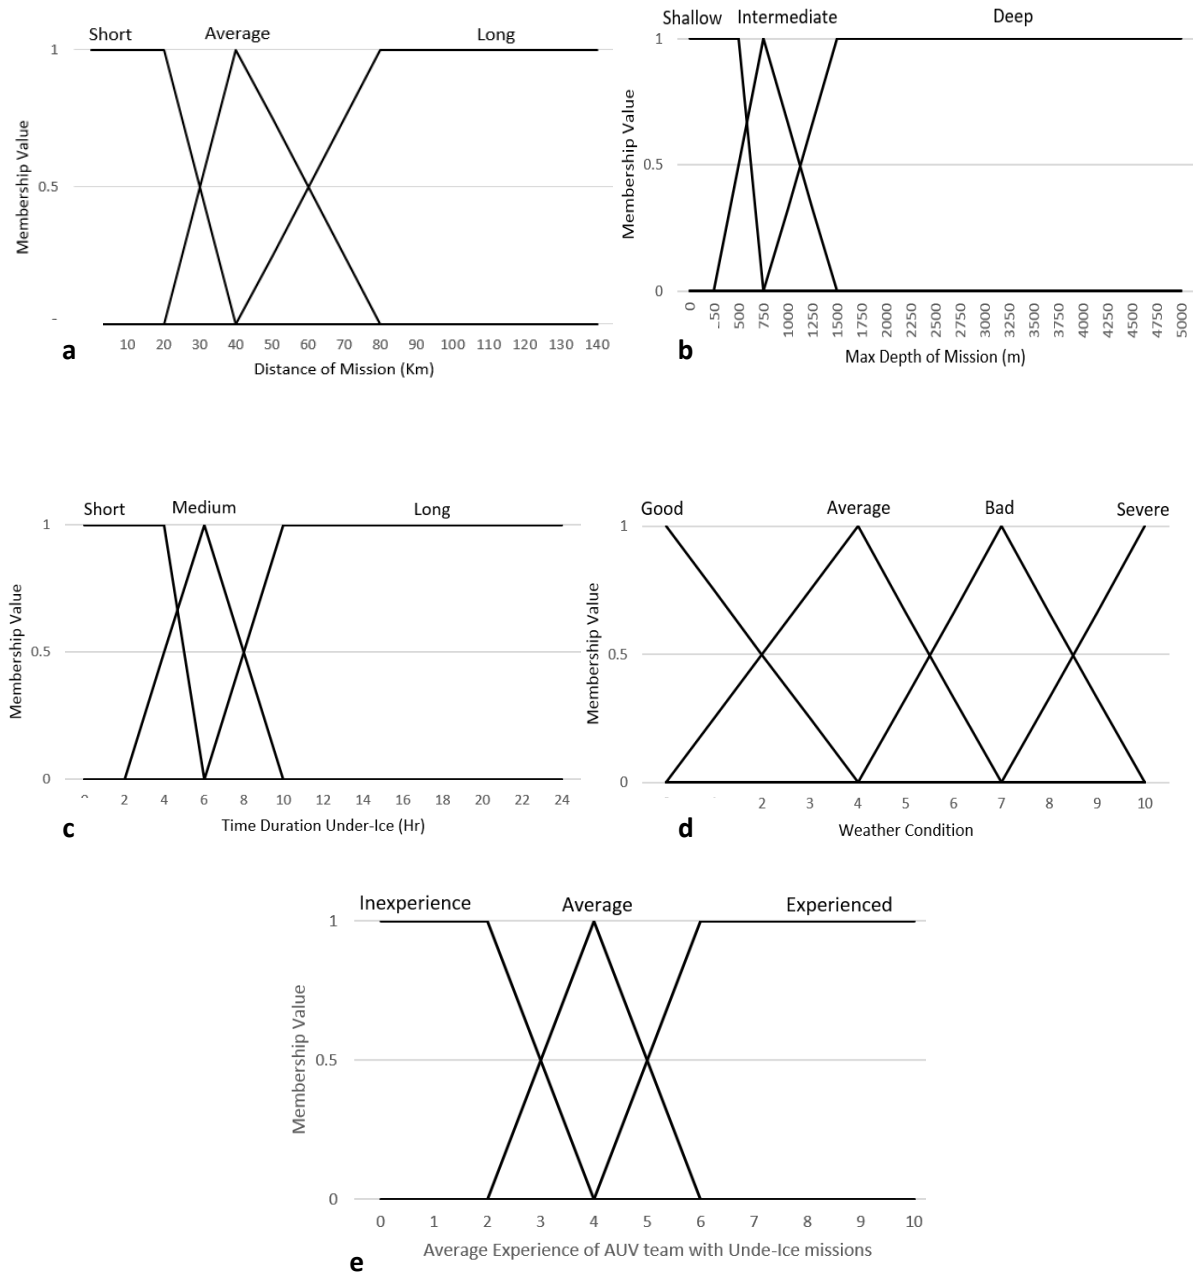 Short Average Long
1
0.5
Membership Value
10 20 30 40 50 60 70 80 90 100 110 120 130 140
Distance of Mission (Km)
a
Shallow Intermediate Deep
1
0.5
0
Membership Value
0 500 750 1000 1250 1500 1750 2000 2250 2500 2750 3000 3250 3500 3750 4000 4250 4500 4750 5000
Max Depth of Mission (m)
b
Short Medium Long
1
0.5
0
Membership Value
2 4 6 8 10 12 14 16 18 20 22 24
Time Duration Under-Ice (Hr)
c
Good Average Bad Severe
1
0.5
0
Membership Value
2 3 4 5 6 7 8 9 10
Weather Condition
d
Inexperience Average Experienced
1
0.5
0
Membership Value
0 1 2 3 4 5 6 7 8 9 10
Average Experience of AUV team with Unde-Ice missions
e